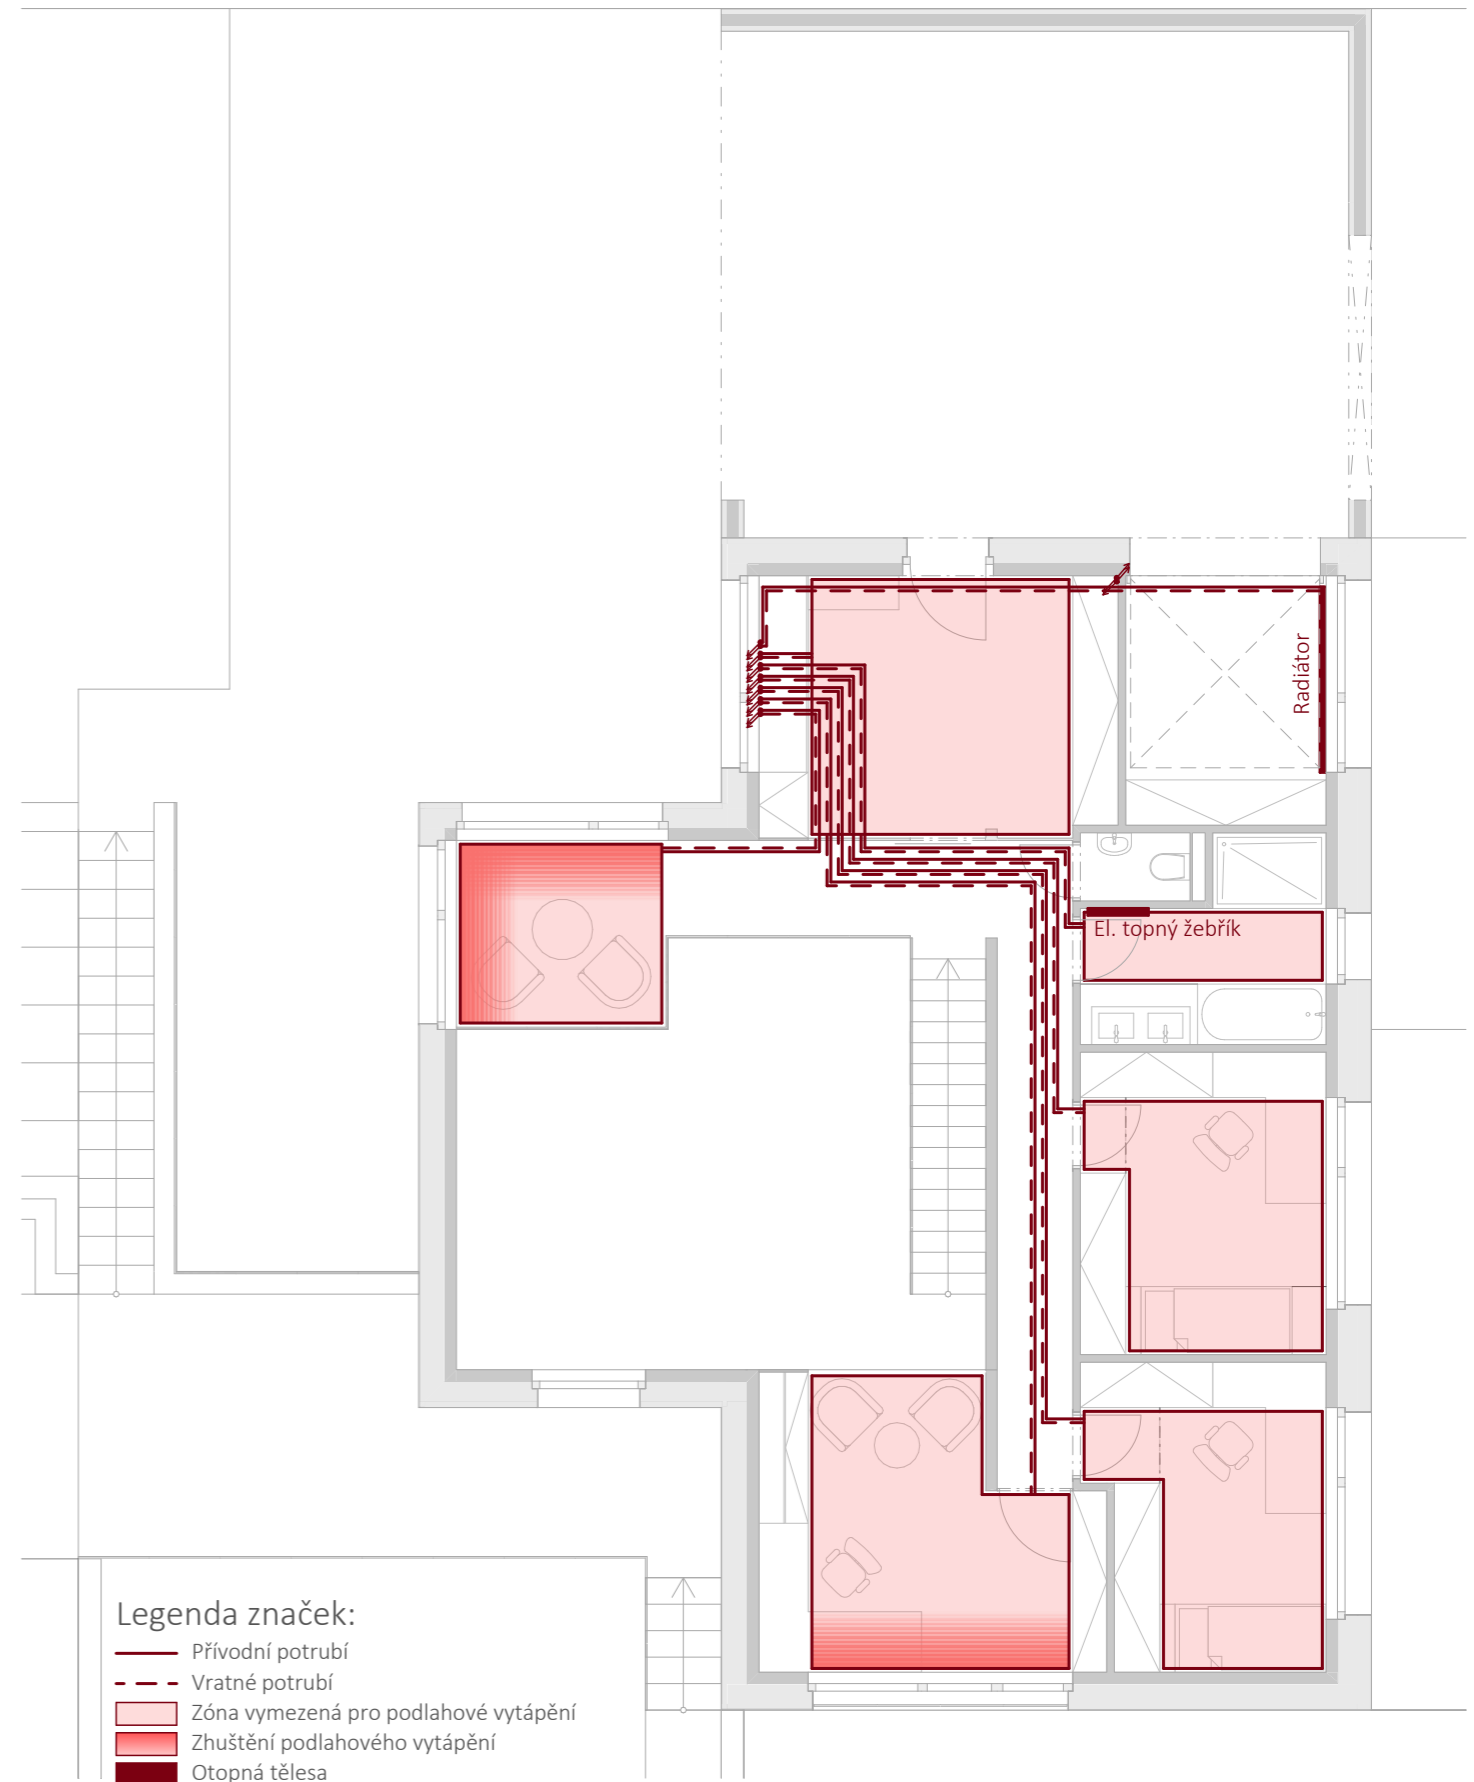 Radiátor
El. topný žebřík
Legenda značek:
Přívodní potrubí
Vratné potrubí
Zóna vymezená pro podlahové vytápění
Zhuštění podlahového vytápění
Otopná tělesa